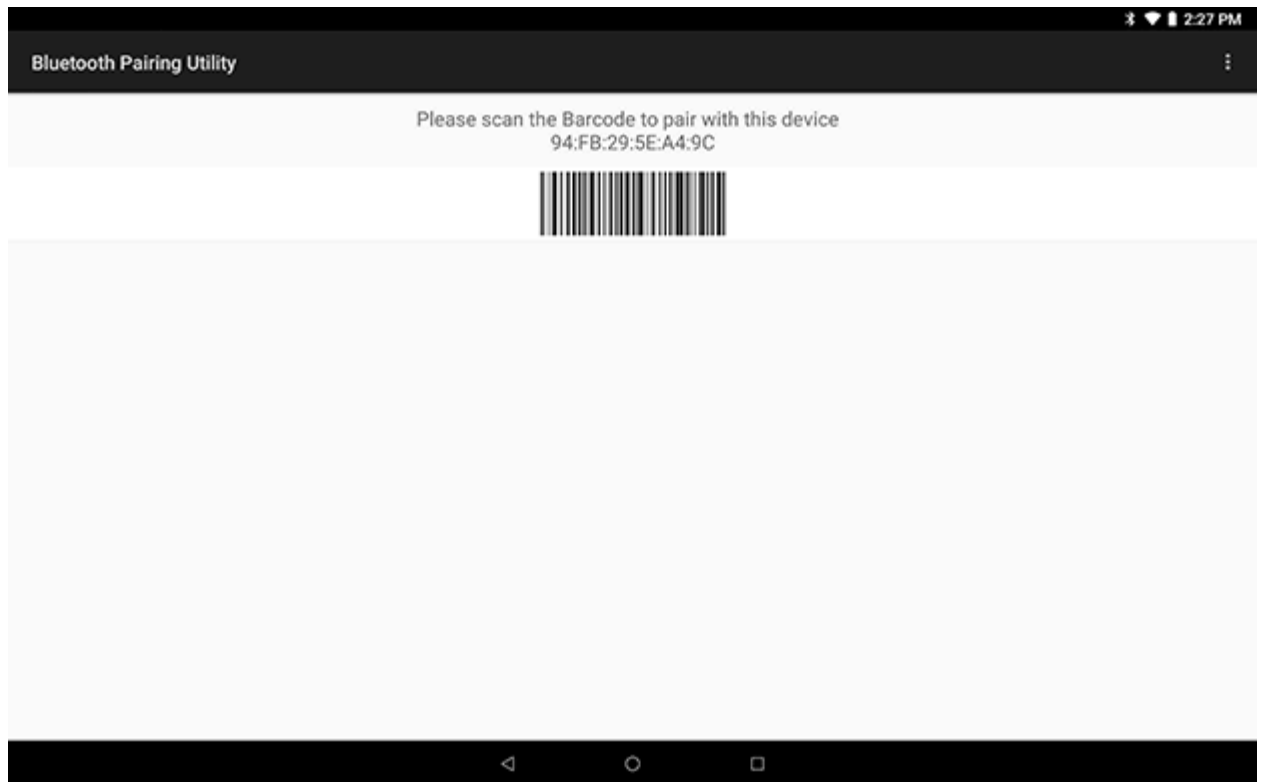 2:27 PM
Bluetooth Pairing Utility
Please scan the Barcode to pair with this device
94:FB:29:5E:A4:9C